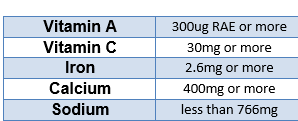 Vitamin A 300ug RAE or more
Vitamin C 30mg or more
Iron 2.6mg or more
Calcium 400mg or more
Sodium less than 766mg